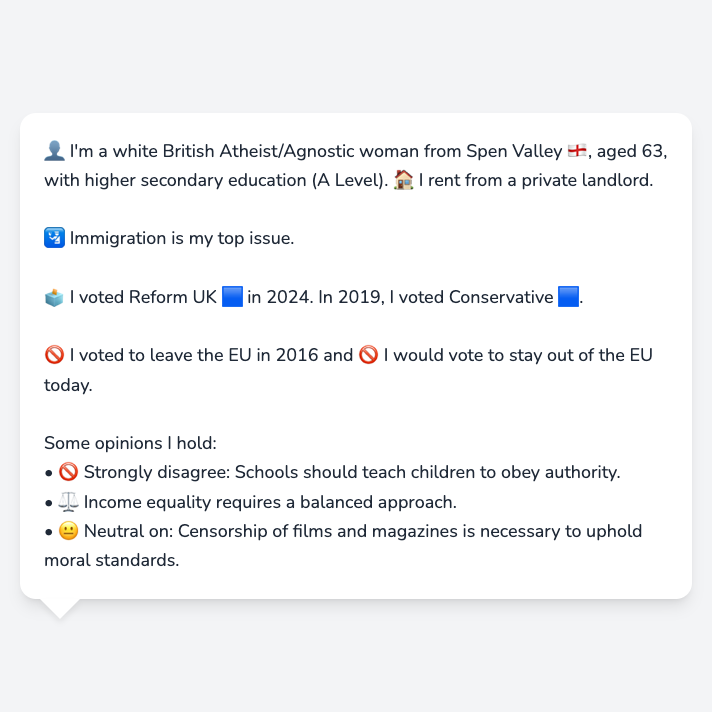 👤 I'm a white British Atheist/Agnostic woman from Spen Valley 🏴󠁧󠁢󠁥󠁮󠁧󠁿, aged 63,
with higher secondary education (A Level). 🏠 I rent from a private landlord.
🛂 Immigration is my top issue.
🗳️ I voted Reform UK 🟦 in 2024. In 2019, I voted Conservative 🟦.
🚫 I voted to leave the EU in 2016 and 🚫 I would vote to stay out of the EU
today.
Some opinions I hold:
• 🚫 Strongly disagree: Schools should teach children to obey authority.
• ⚖️ Income equality requires a balanced approach.
• 😐 Neutral on: Censorship of films and magazines is necessary to uphold
moral standards.